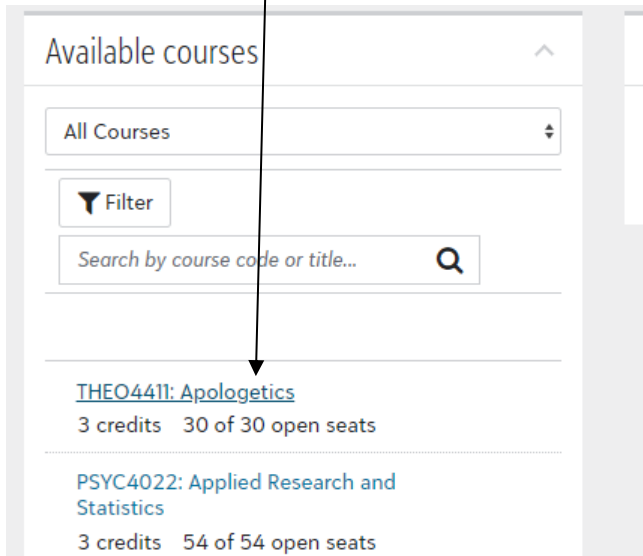 Available courses
All Courses
Filter
Search by course code or title...
THEO4411: Apologetics
3 credits 30 of 30 open seats
PSYC4022: Applied Research and
Statistics
3 credits 54 of 54 open seats